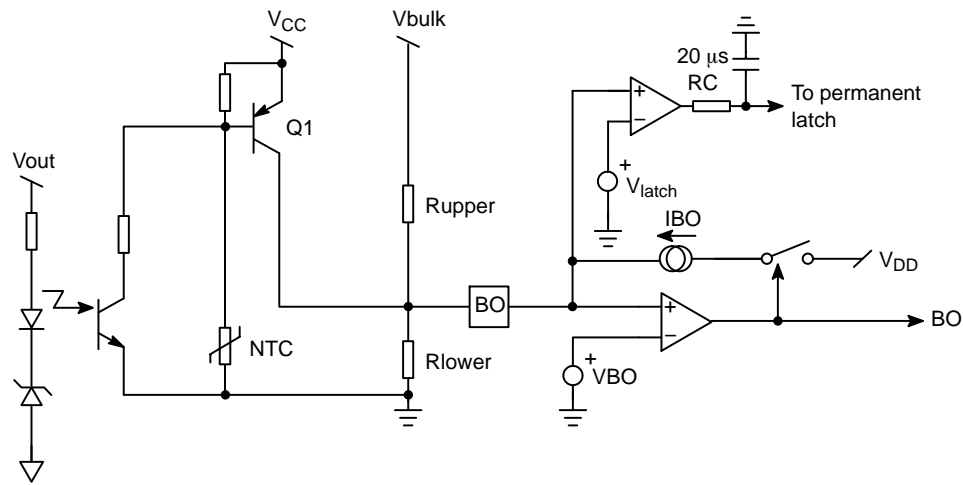 VCC
Vbulk
20 μs
RC
To permanent
latch
Q1
Vout
Vlatch
Rupper
IBO
VDD
BO
BO
NTC
Rlower
VBO